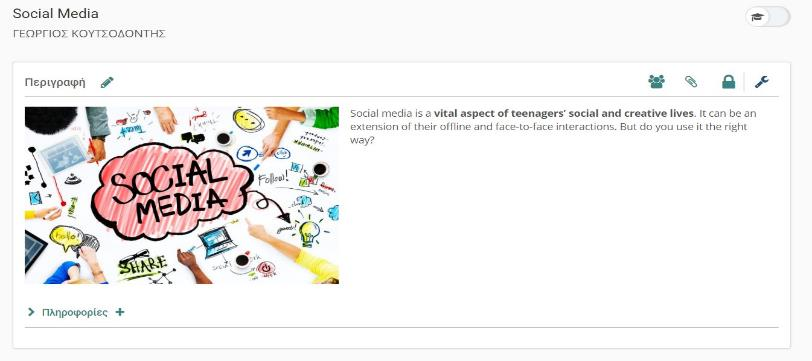 Social Media
ΓΕΩΡΓΙΟΣ ΚΟΥΤΣΟΔΟΝΤΗΣ
Περιγραφή
Social media is a vital aspect of teenagers' social and creative lives. It can be an
extension of their offline and face-to-face interactions. But do you use it the right
way?
SOCIAL
MEDIA
Follow!
hello!
SHARE
Πληροφορίες